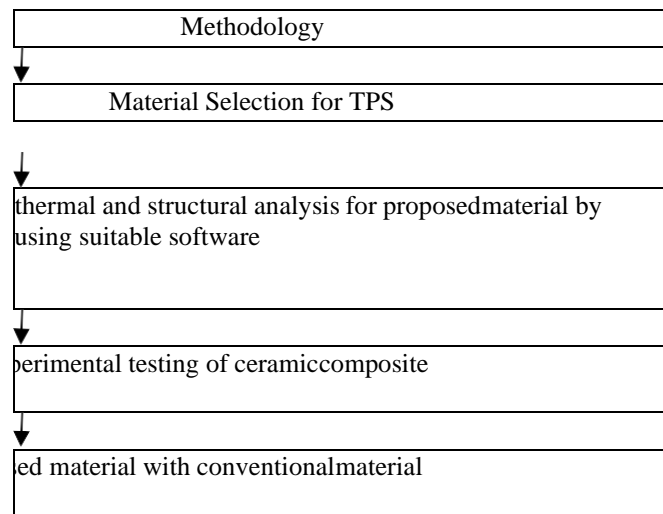 Methodology
Material Selection for TPS
thermal and structural analysis for proposedmaterial by
using suitable software
perimental testing of ceramiccomposite
sed material with conventionalmaterial